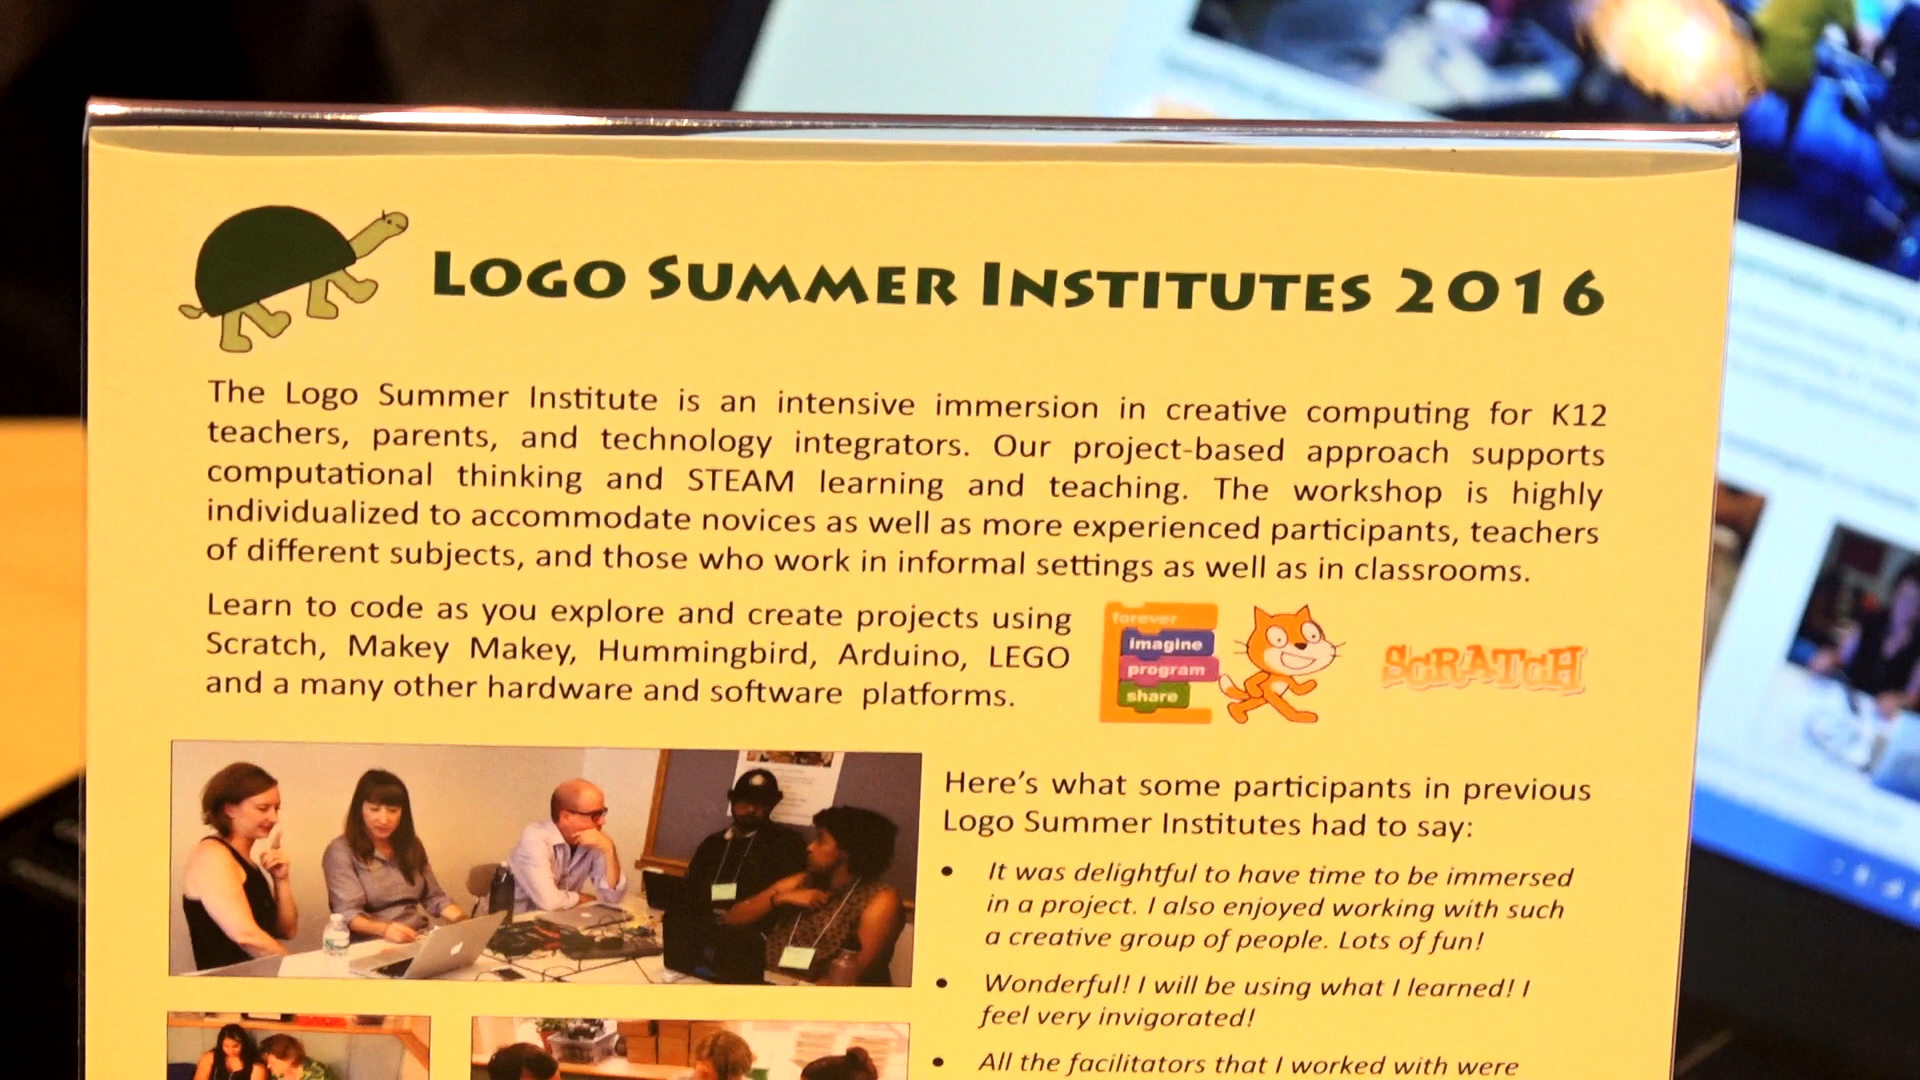 LOGO SUMMER INSTITUTES 2016
The Logo Summer Institute is an intensive immersion in creative computing for K12
teachers, parents, and technology integrators. Our project-based approach supports
computational thinking and STEAM learning and teaching. The workshop is highly
individualized to accommodate novices as well as more experienced participants, teachers
of different subjects, and those who work in informal settings as well as in classrooms.
Learn to code as you explore and create projects using
Scratch, Makey Makey, Hummingbird, Arduino, LEGO
and a many other hardware and software platforms.
forever
imagine
program
share
SCRATCH
Here's what some participants in previous
Logo Summer Institutes had to say:
• It was delightful to have time to be immersed
in a project. I also enjoyed working with such
a creative group of people. Lots of fun!
• Wonderful! I will be using what I learned! I
feel very invigorated!
• All the facilitators that I worked with were